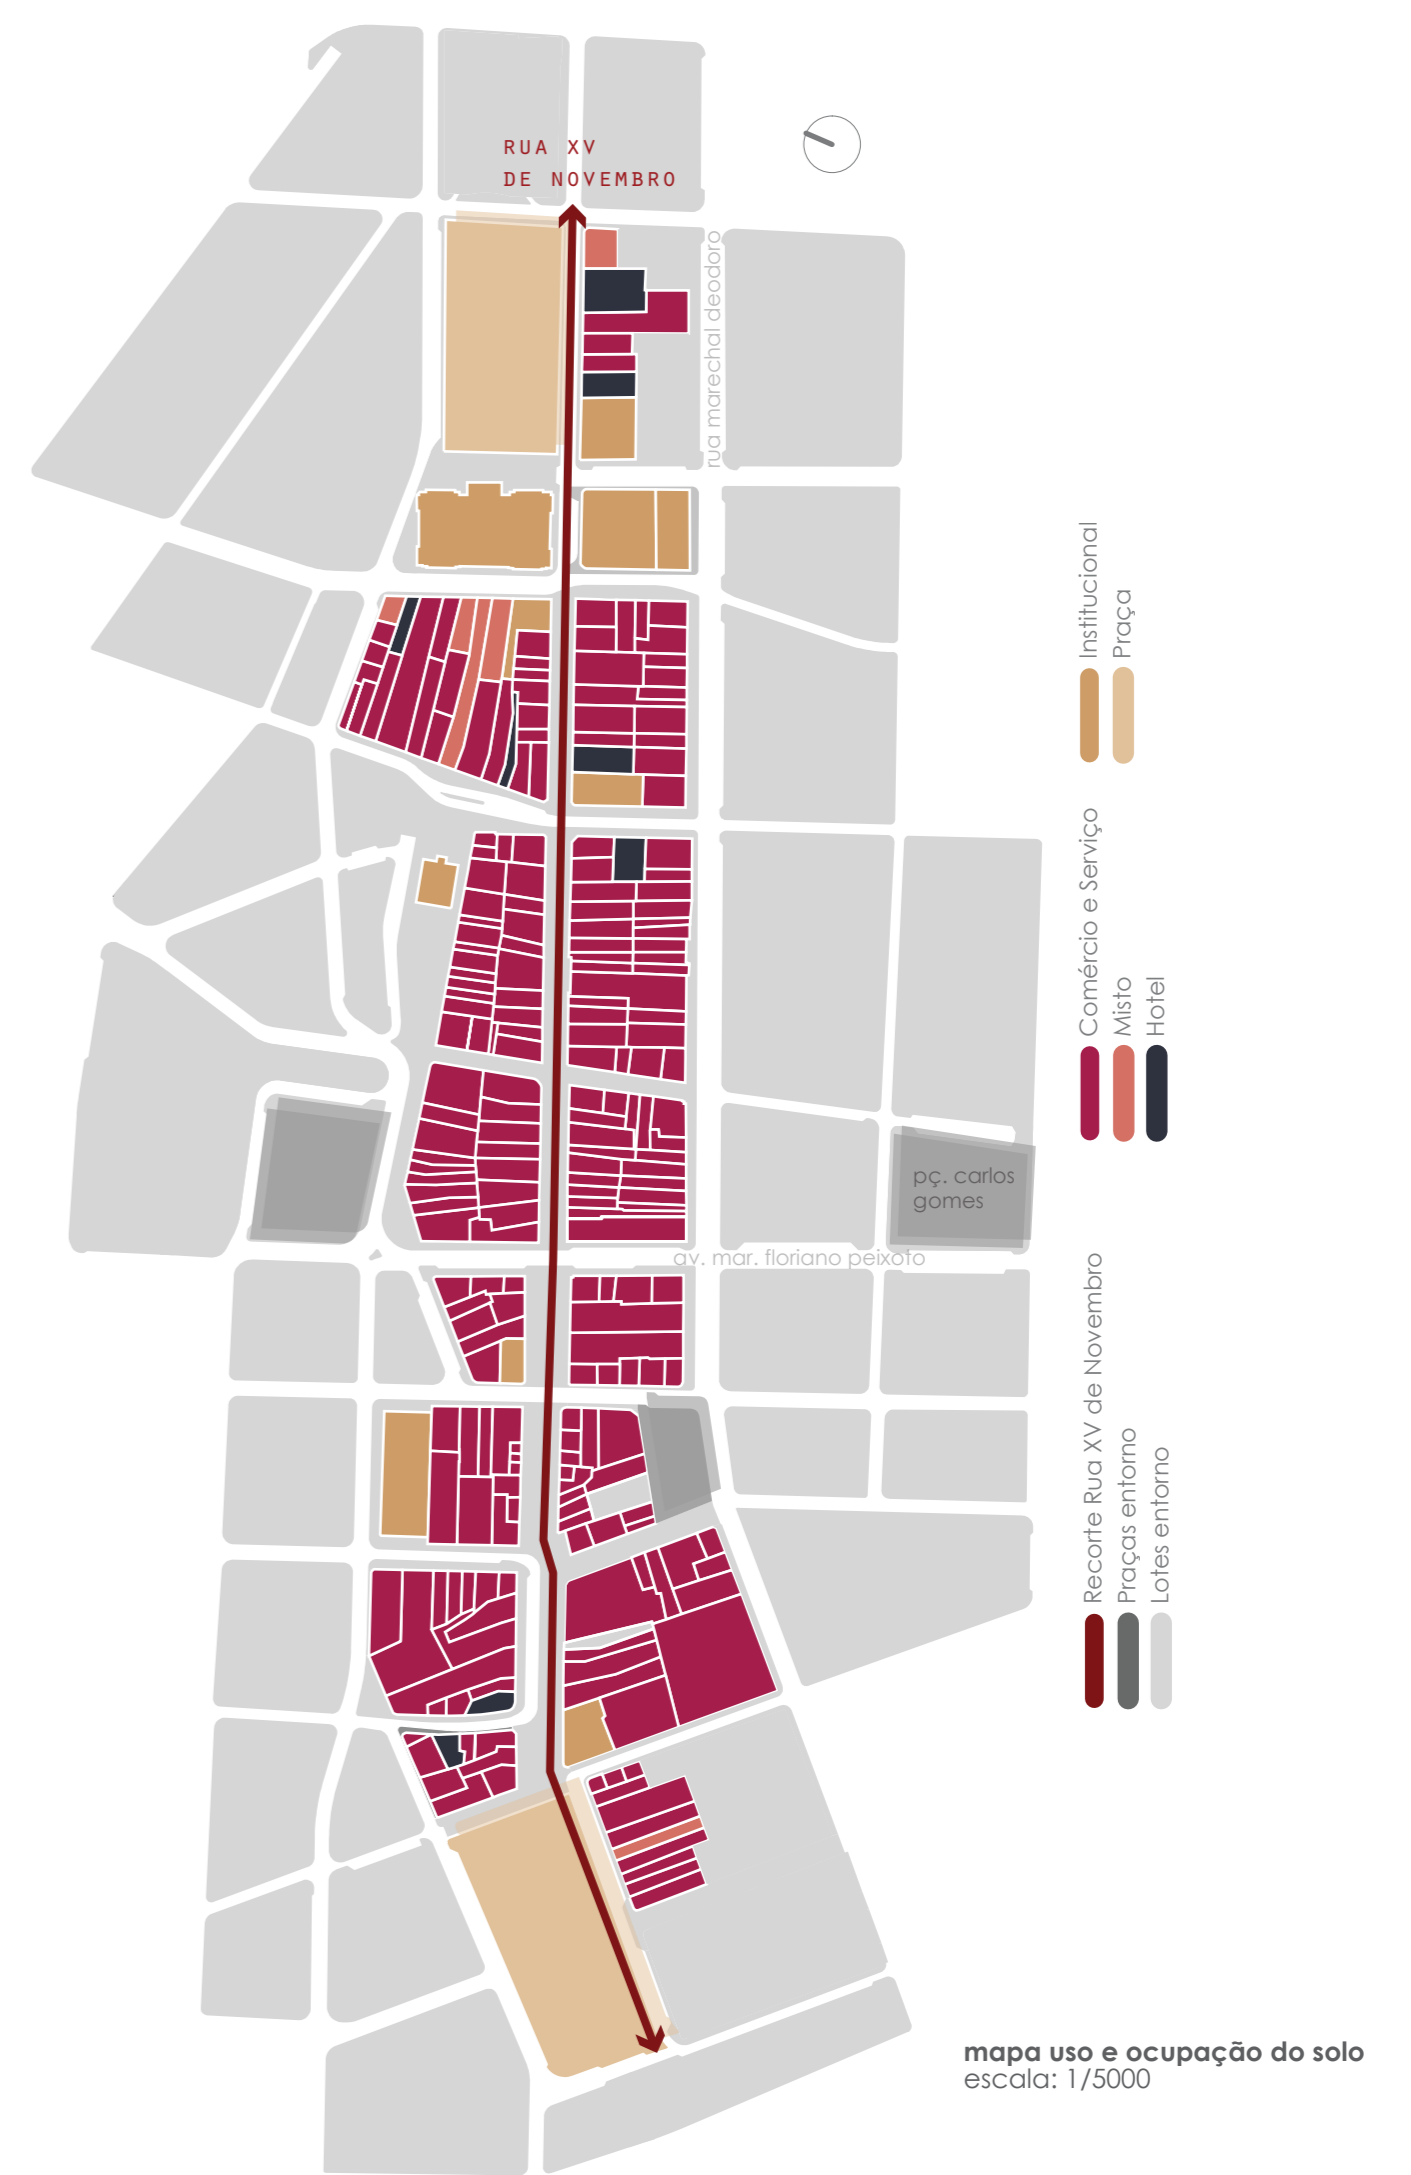 RUA XV
DE NOVEMBRO
rua marechal deodoro
Institucional
Praça
Comércio e Serviço
Misto
Hotel
pç. carlos
gomes
av. mar. floriano peixoto
Recorte Rua XV de Novembro
Praças entorno
Lotes entorno
mapa uso e ocupação do solo
escala: 1/5000